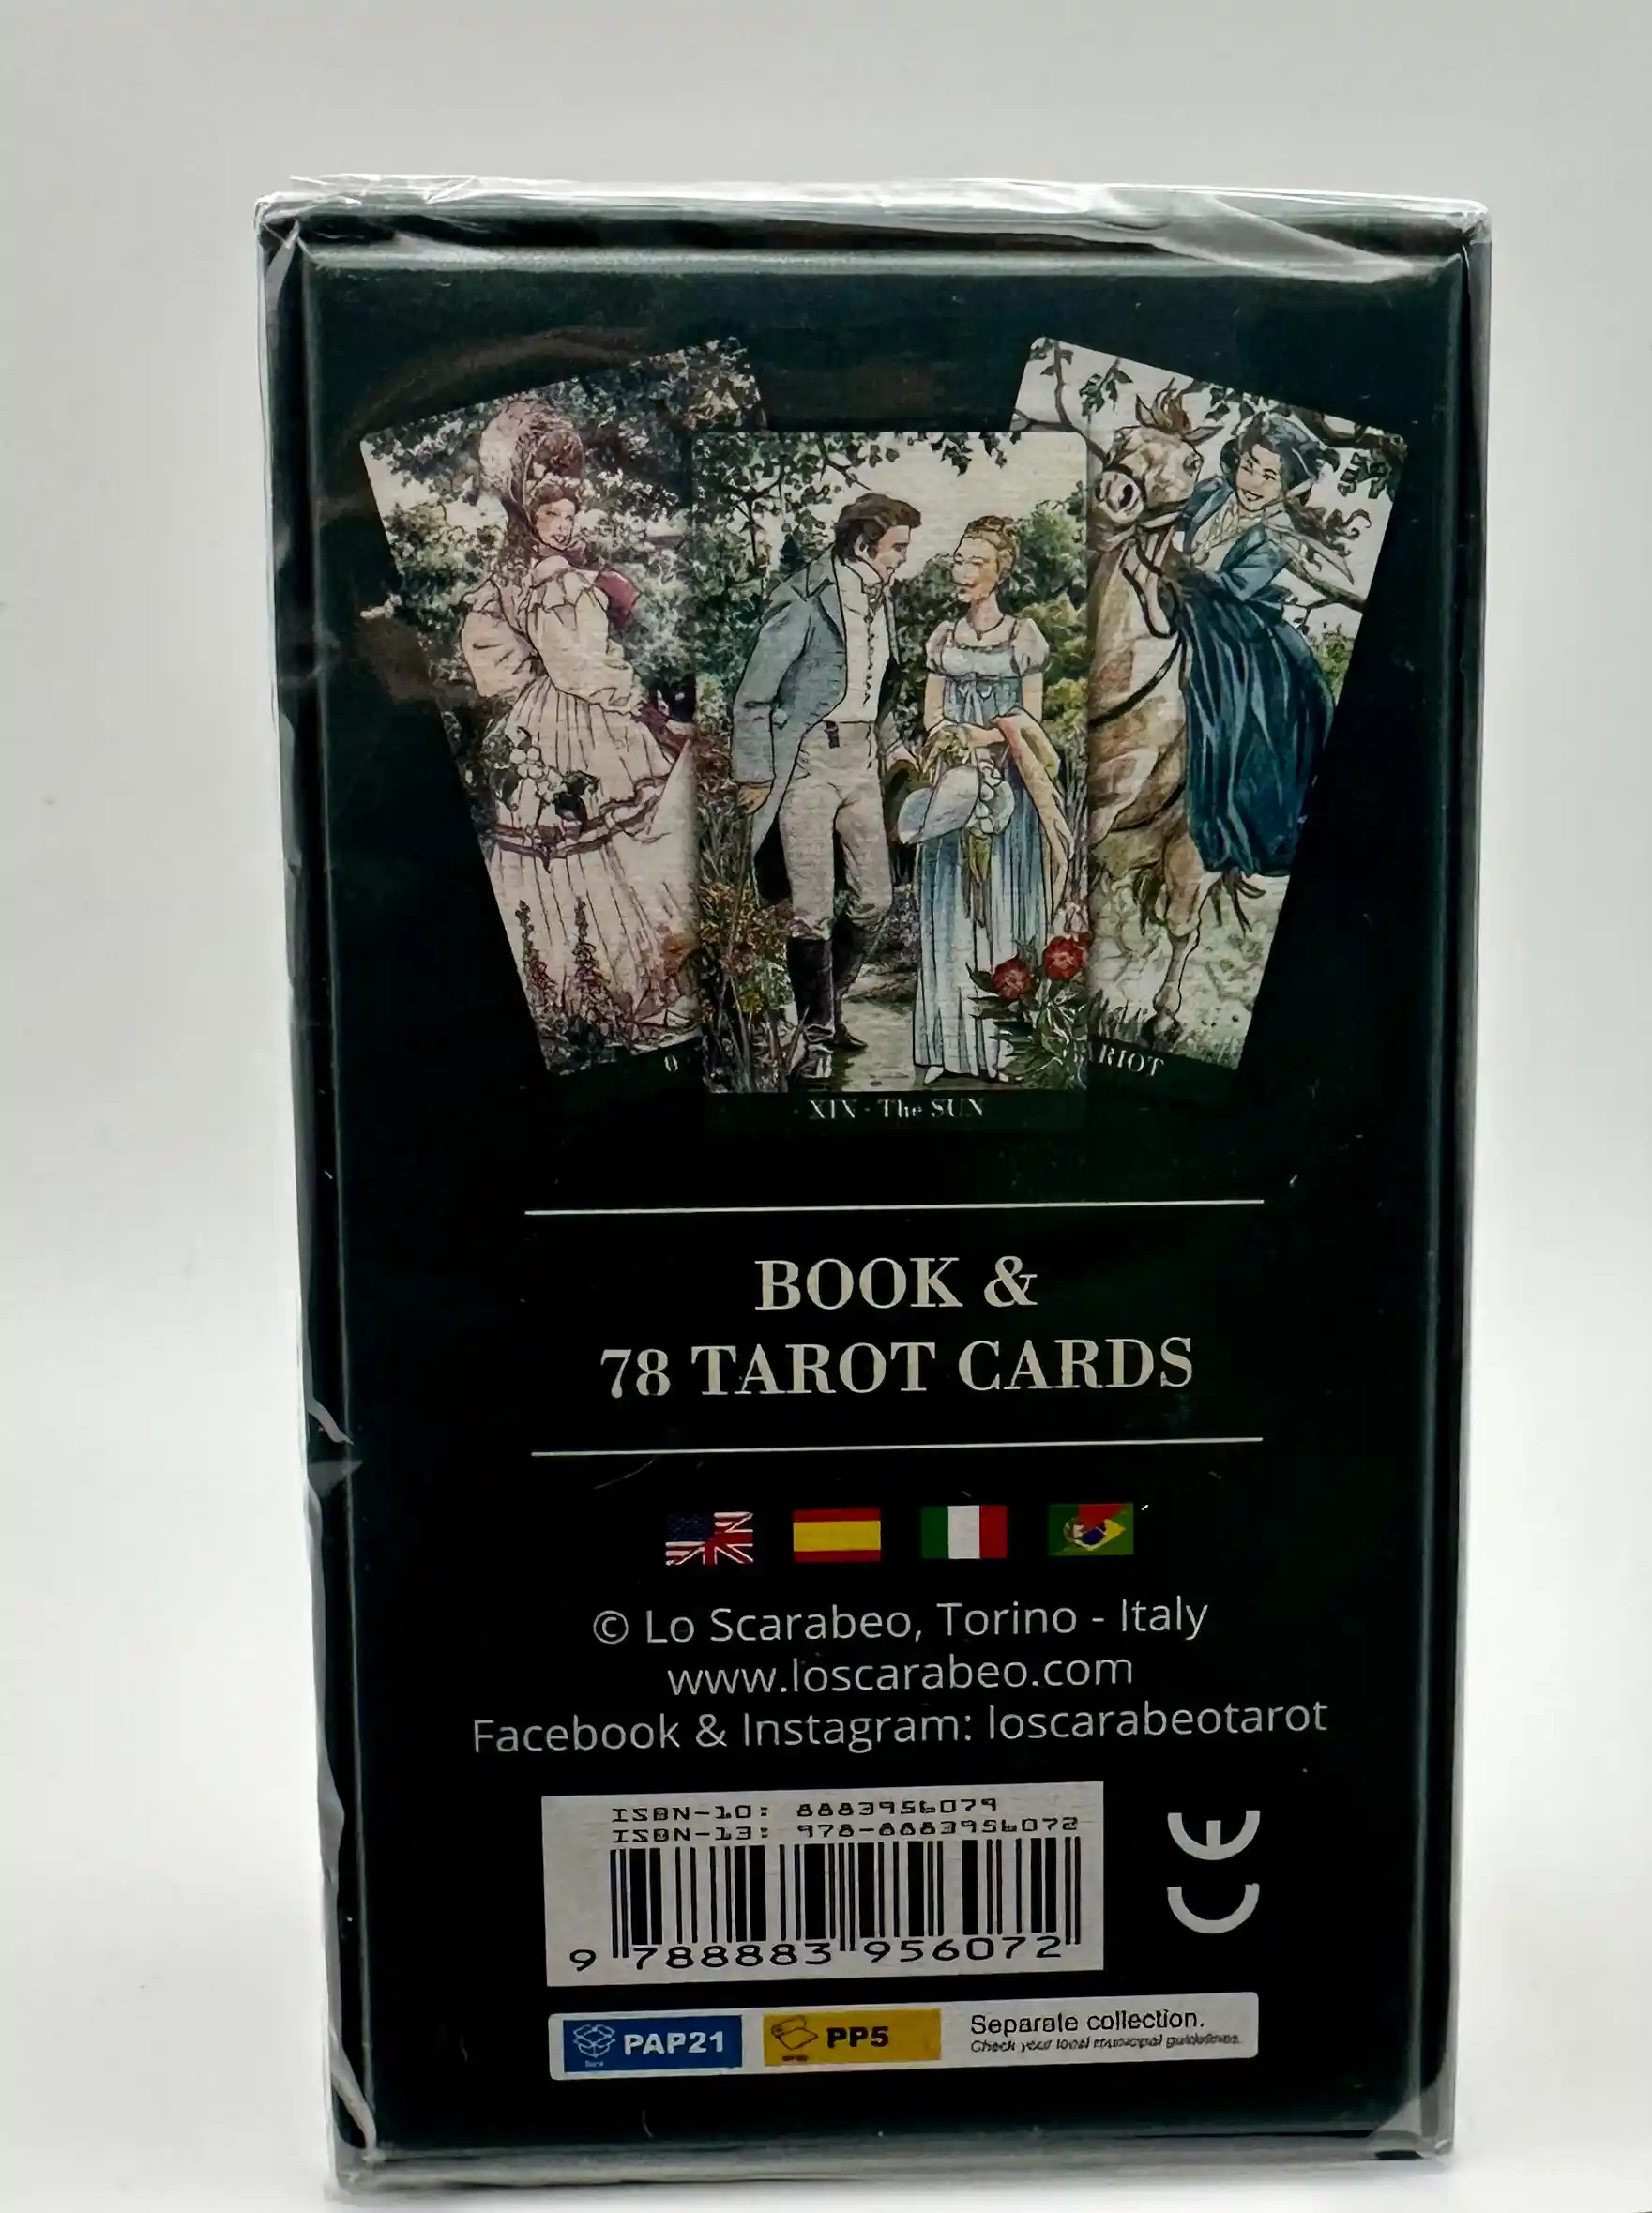 0
XIX - The SUN
RIOT
BOOK &
78 TAROT CARDS
© Lo Scarabeo, Torino - Italy
www.loscarabeo.com
Facebook & Instagram: loscarabeotarot
ISBN-10: 8883956079
ISBN-13: 978-8883956072
9 788883 956072
CE
PAP21
PP5
Separate collection.
Check your local municipal guidelines.